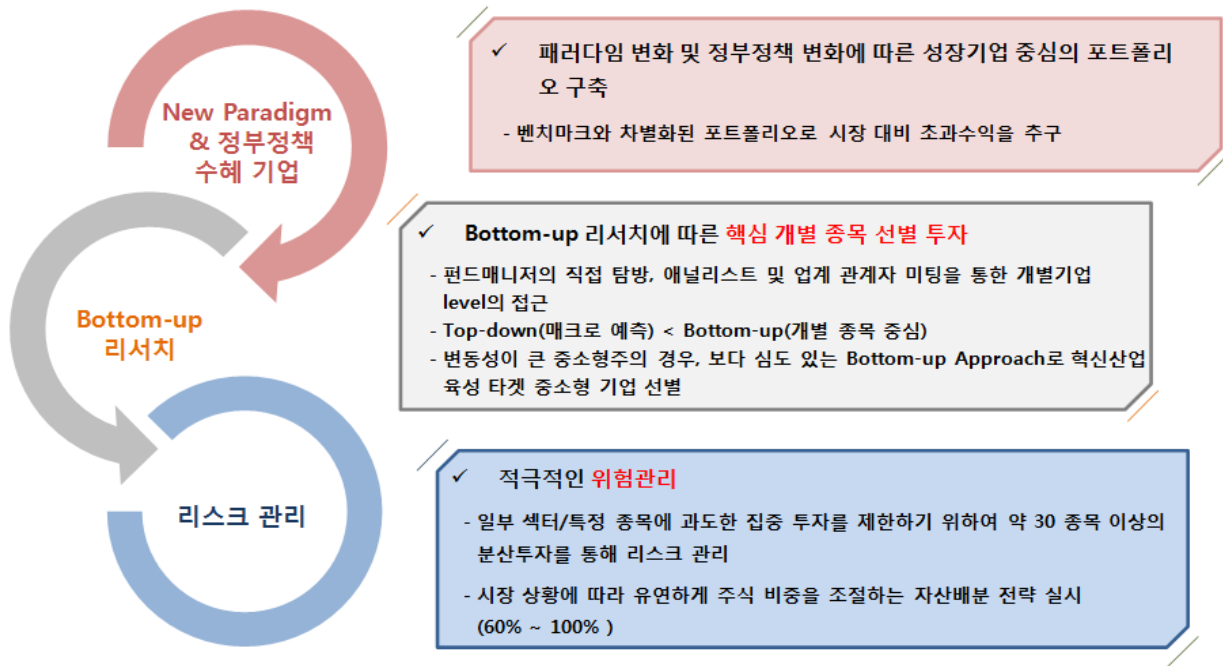 New Paradigm
& 정부정책
수혜 기업
✓ 패러다임 변화 및 정부정책 변화에 따른 성장기업 중심의 포트폴리
오 구축
- 벤치마크와 차별화된 포트폴리오로 시장 대비 초과수익을 추구
Bottom-up
리서치
✓ Bottom-up 리서치에 따른 핵심 개별 종목 선별 투자
- 펀드매니저의 직접 탐방, 애널리스트 및 업계 관계자 미팅을 통한 개별기업
level의 접근
- Top-down(매크로 예측) < Bottom-up(개별 종목 중심)
- 변동성이 큰 중소형주의 경우, 보다 심도 있는 Bottom-up Approach로 혁신산업
육성 타겟 중소형 기업 선별
리스크 관리
✓ 적극적인 위험관리
- 일부 섹터/특정 종목에 과도한 집중 투자를 제한하기 위하여 약 30 종목 이상의
분산투자를 통해 리스크 관리
- 시장 상황에 따라 유연하게 주식 비중을 조절하는 자산배분 전략 실시
(60% ~ 100% )